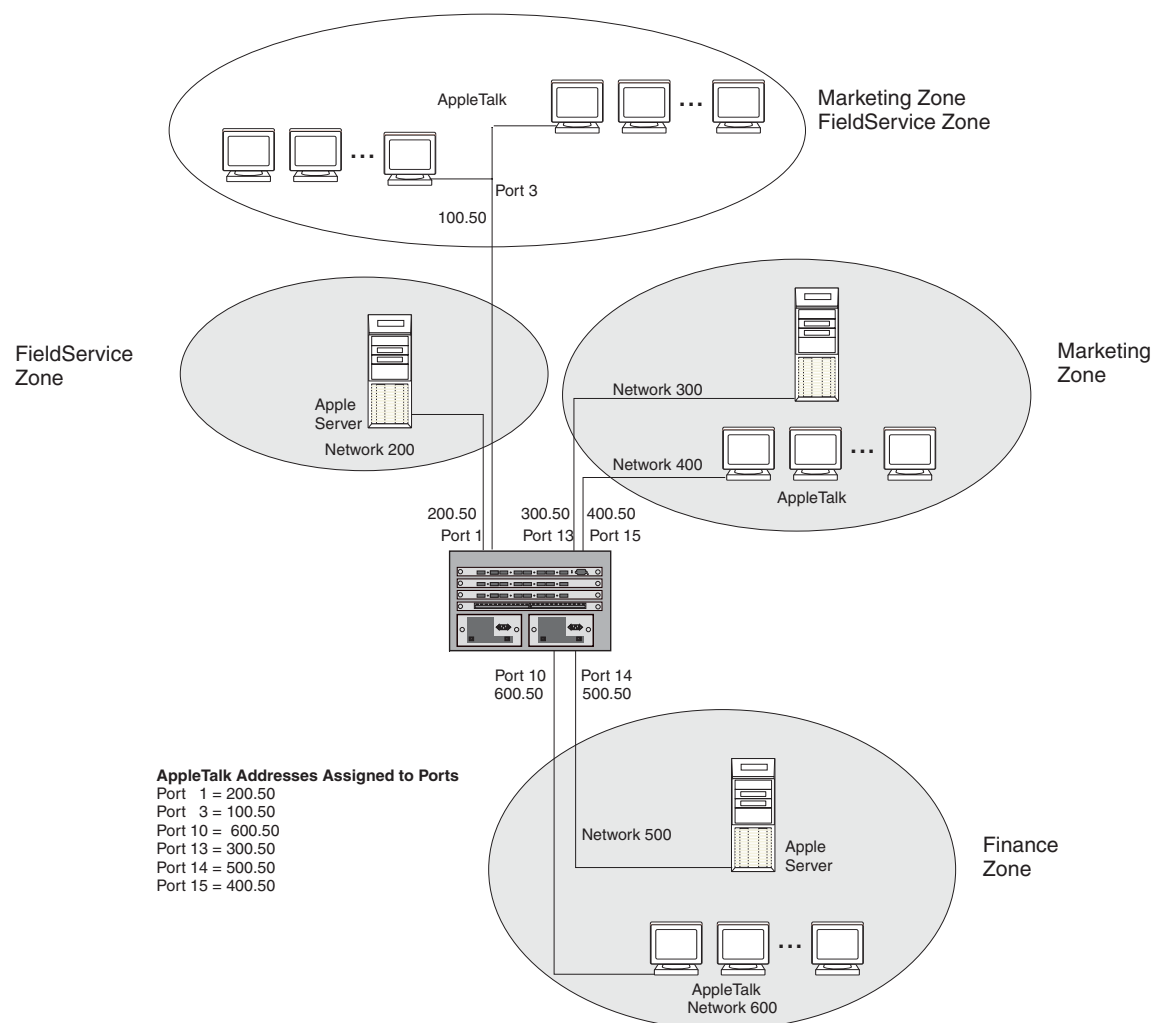 AppleTalk
Marketing Zone
FieldService Zone
...
...
Port 3
100.50
FieldService
Zone
Apple
Server
Network 200
Network 300
Marketing
Zone
Network 400
...
AppleTalk
200.50
Port 1
300.50
Port 13
400.50
Port 15
Port 10
600.50
Port 14
500.50
AppleTalk Addresses Assigned to Ports
Port 1 = 200.50
Port 3 = 100.50
Port 10 = 600.50
Port 13 = 300.50
Port 14 = 500.50
Port 15 = 400.50
Network 500
Apple
Server
Finance
Zone
...
AppleTalk
Network 600